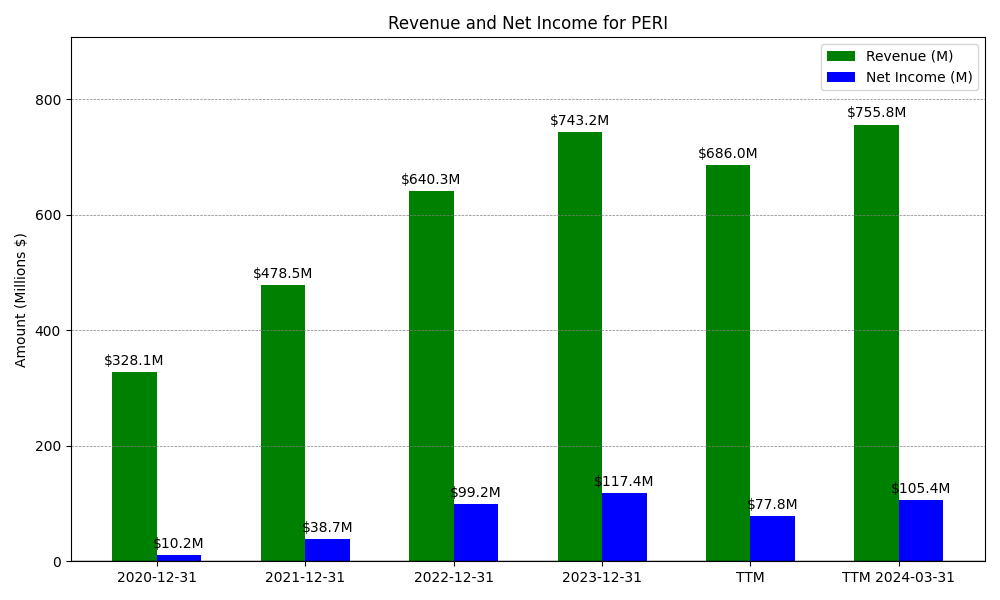 Revenue and Net Income for PERI
Revenue (M)
Net Income (M)
Amount (Millions $)
800
600
400
200
0
$328.1M
$10.2M
$478.5M
$38.7M
$640.3M
$99.2M
$743.2M
$117.4M
$686.0M
$77.8M
$755.8M
$105.4M
2020-12-31
2021-12-31
2022-12-31
2023-12-31
TTM
TTM 2024-03-31